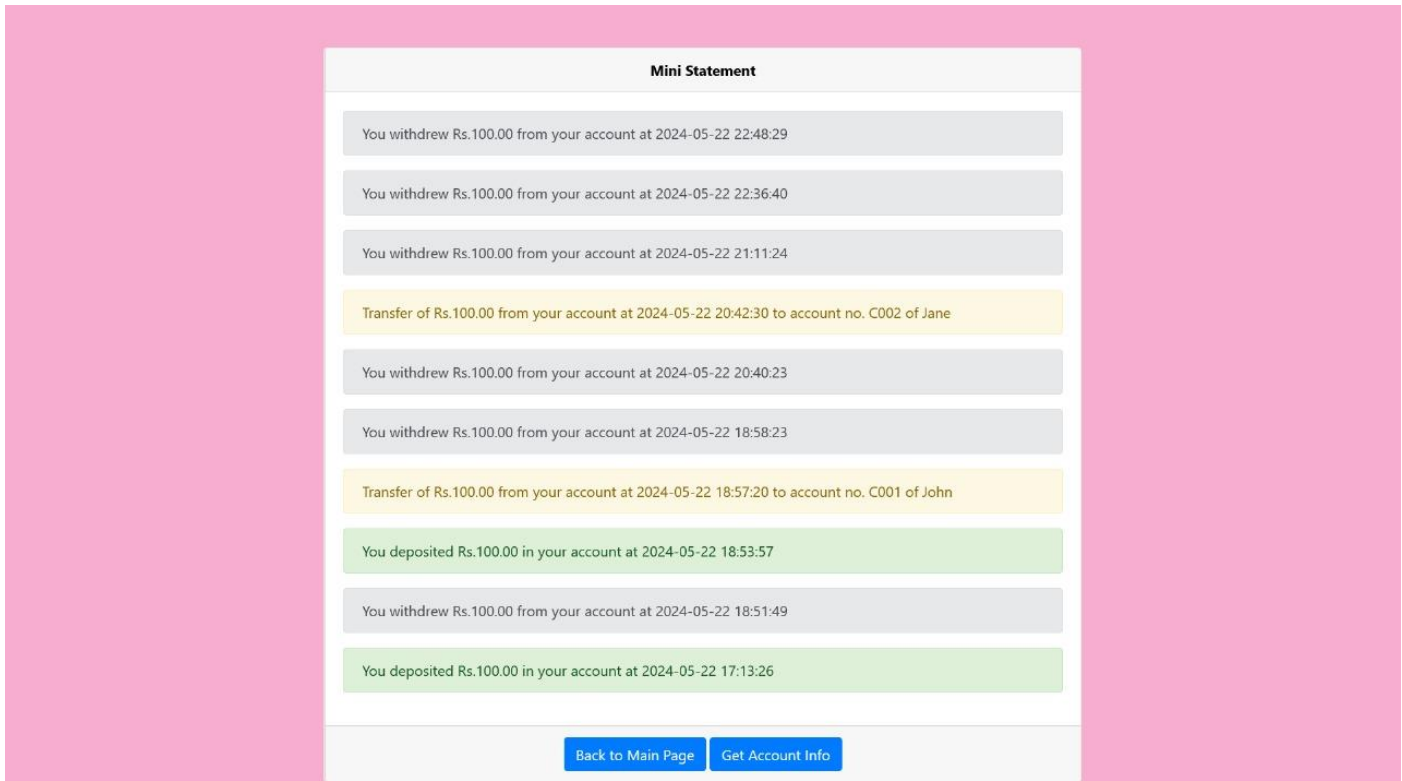 Mini Statement
You withdrew Rs.100.00 from your account at 2024-05-22 22:48:29
You withdrew Rs.100.00 from your account at 2024-05-22 22:36:40
You withdrew Rs.100.00 from your account at 2024-05-22 21:11:24
Transfer of Rs.100.00 from your account at 2024-05-22 20:42:30 to account no. C002 of Jane
You withdrew Rs.100.00 from your account at 2024-05-22 20:40:23
You withdrew Rs.100.00 from your account at 2024-05-22 18:58:23
Transfer of Rs.100.00 from your account at 2024-05-22 18:57:20 to account no. C001 of John
You deposited Rs.100.00 in your account at 2024-05-22 18:53:57
You withdrew Rs.100.00 from your account at 2024-05-22 18:51:49
You deposited Rs.100.00 in your account at 2024-05-22 17:13:26
Back to Main Page Get Account Info